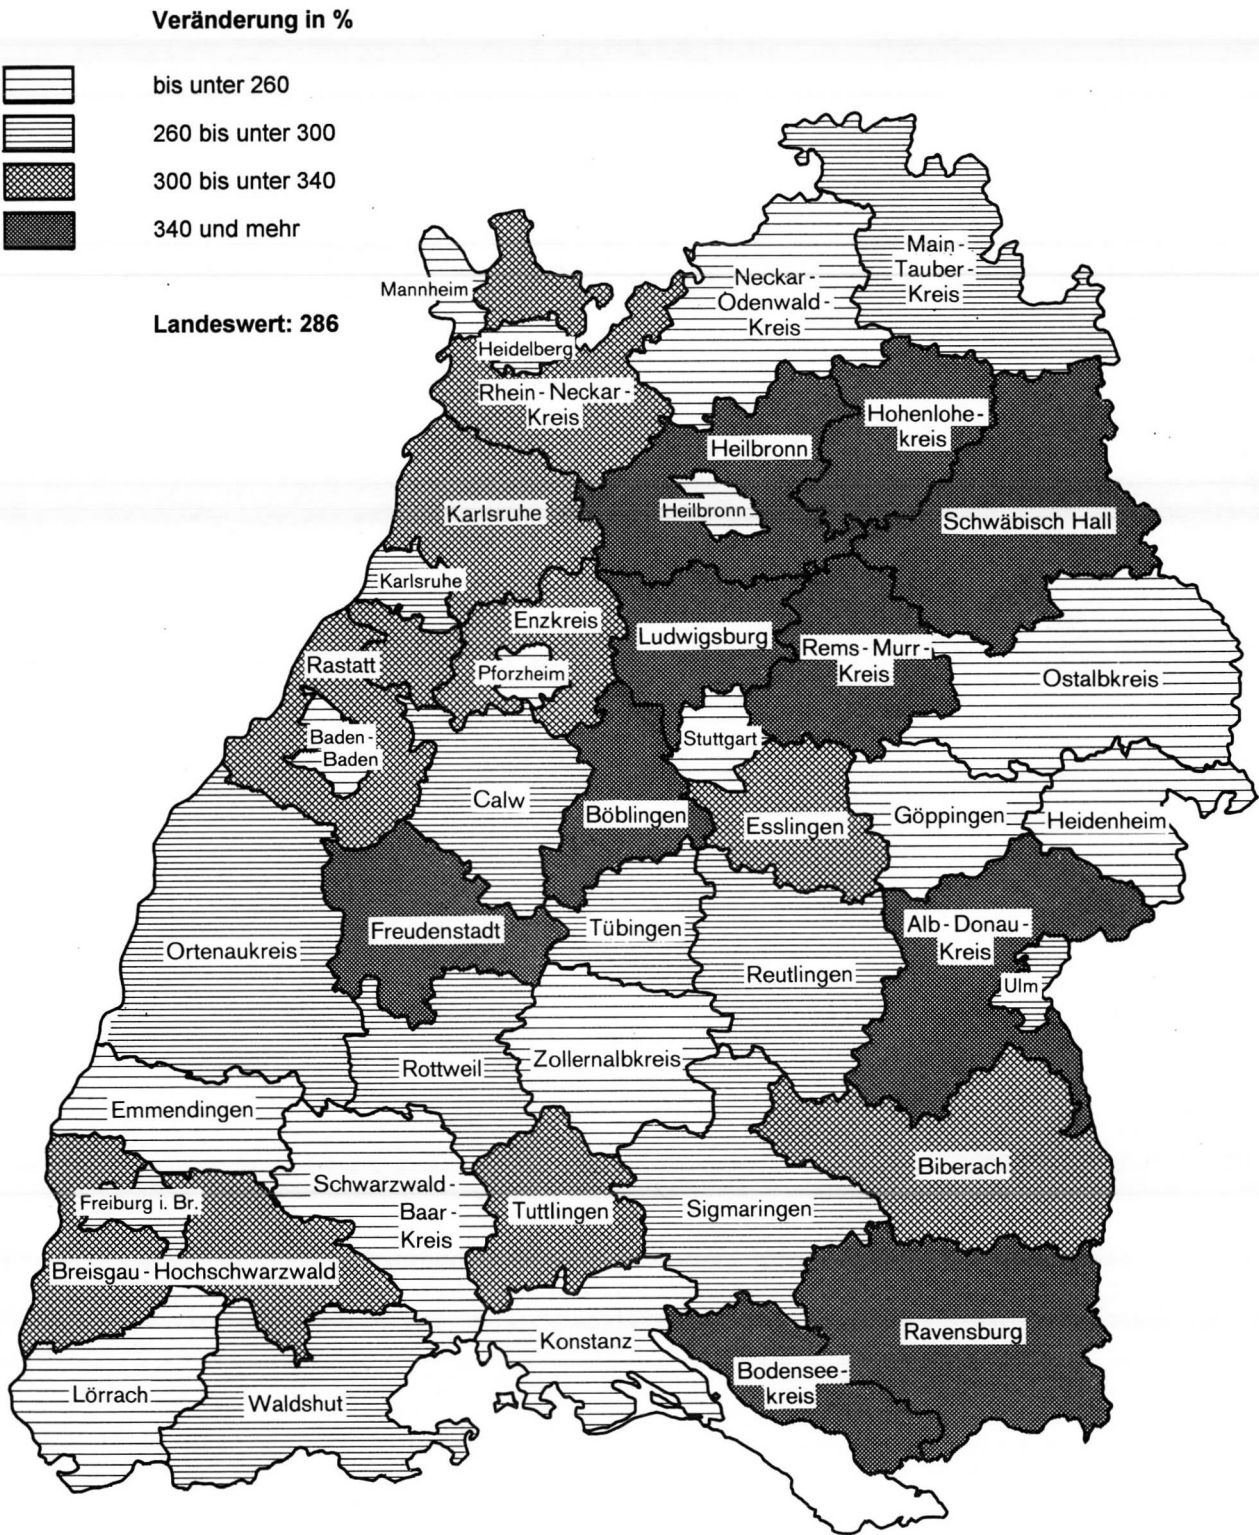 Veränderung in %
bis unter 260
260 bis unter 300
300 bis unter 340
340 und mehr
Landeswert: 286
Main-
Tauber-
Kreis
Neckar-
Odenwald-
Kreis
Mannheim
Heidelberg
Rhein-Neckar-
Kreis
Hohenlohe-
kreis
Heilbronn
Heilbronn
Karlsruhe
Schwäbisch Hall
Karlsruhe
Enzkreis
Ludwigsburg
Rems-Murr-
Kreis
Rastatt
Pforzheim
Ostalbkreis
Baden-
Baden
Stuttgart
Calw
Böblingen
Esslingen
Göppingen
Heidenheim
Freudenstadt
Tübingen
Alb-Donau-
Kreis
Ortenaukreis
Reutlingen
Ulm
Rottweil
Zollernalbkreis
Emmendingen
Biberach
Schwarzwald-
Baar-
Kreis
Freiburg i. Br.
Tuttlingen
Sigmaringen
Breisgau-Hochschwarzwald
Konstanz
Ravensburg
Bodensee-
kreis
Lörrach
Waldshut